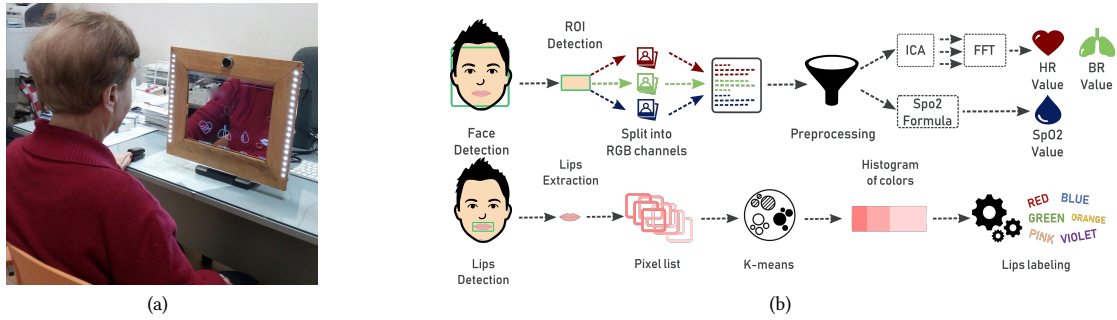 ROI
Detection
ICA
FFT
HR
Value
BR
Value
Face
Detection
Split into
RGB channels
Preprocessing
Spo2
Formula
SpO2
Value
Lips
Extraction
Histogram
of colors
RED
BLUE
GREEN
ORANGE
PINK
VIOLET
Lips
Detection
Pixel list
K-means
Lips labeling
(a)
(b)